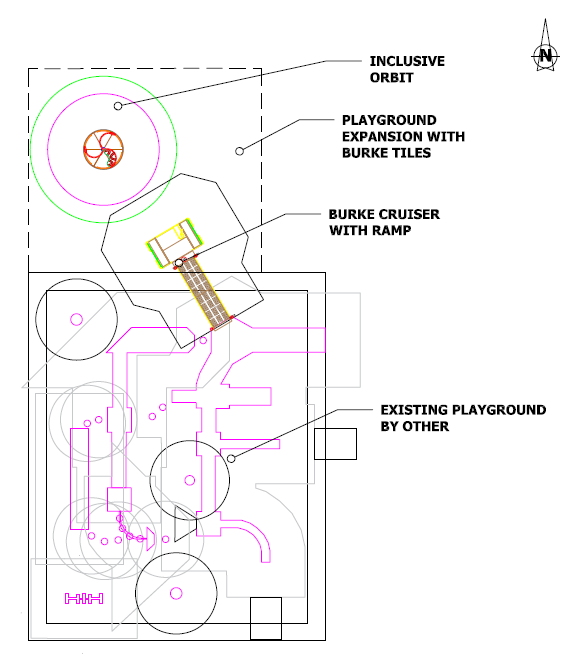 N
INCLUSIVE
ORBIT
PLAYGROUND
EXPANSION WITH
BURKE TILES
BURKE CRUISER
WITH RAMP
EXISTING PLAYGROUND
BY OTHER